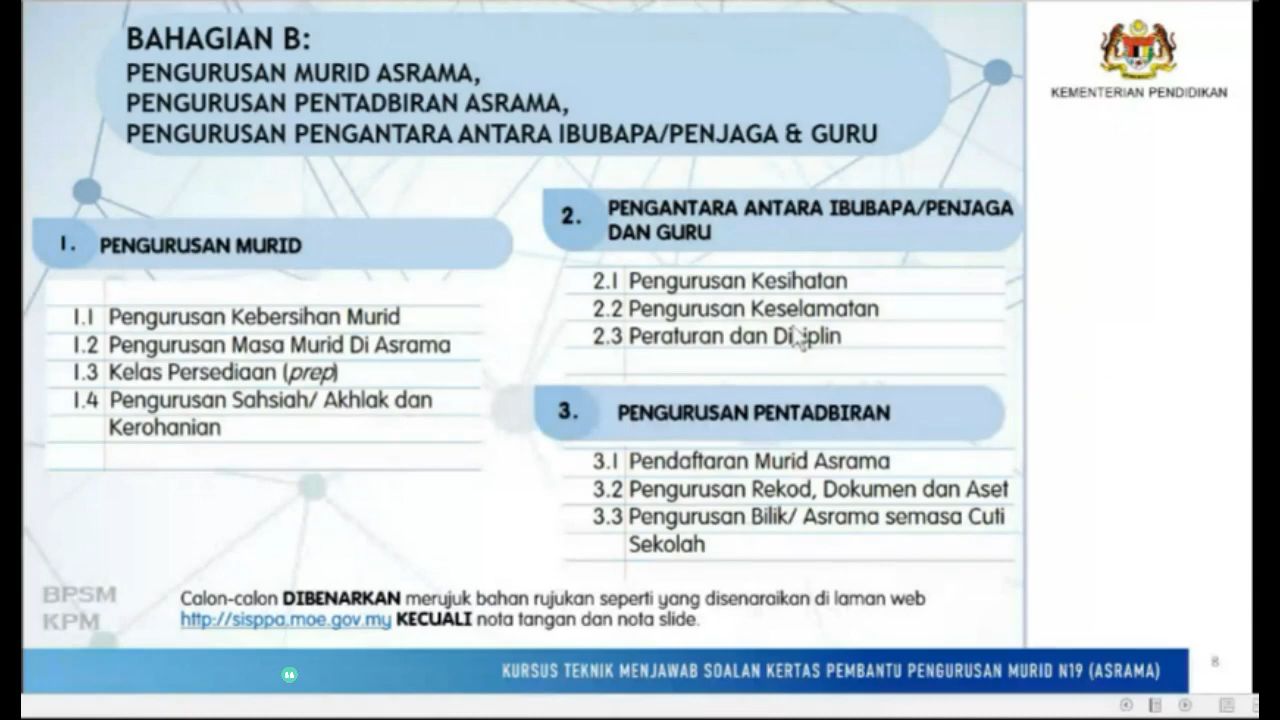 BAHAGIAN B:
PENGURUSAN MURID ASRAMA,
PENGURUSAN PENTADBIRAN ASRAMA,
PENGURUSAN PENGANTARA ANTARA IBUBAPA/PENJAGA & GURU
KEMENTERIAN PENDIDIKAN
1. PENGURUSAN MURID
1.1 Pengurusan Kebersihan Murid
1.2 Pengurusan Masa Murid Di Asrama
1.3 Kelas Persediaan (prep)
1.4 Pengurusan Sahsiah/ Akhlak dan
Kerohanian
2. PENGANTARA ANTARA IBUBAPA/PENJAGA
DAN GURU
2.1 Pengurusan Kesihatan
2.2 Pengurusan Keselamatan
2.3 Peraturan dan Disiplin
3. PENGURUSAN PENTADBIRAN
3.1 Pendaftaran Murid Asrama
3.2 Pengurusan Rekod, Dokumen dan Aset
3.3 Pengurusan Bilik/ Asrama semasa Cuti
Sekolah
BPSM
KPM
Calon-calon DIBENARKAN merujuk bahan rujukan seperti yang disenaraikan di laman web
http://sisppa.moe.gov.my KECUALI nota tangan dan nota slide.
KURSUS TEKNIK MENJAWAB SOALAN KERTAS PEMBANTU PENGURUSAN MURID N19 (ASRAMA)
8